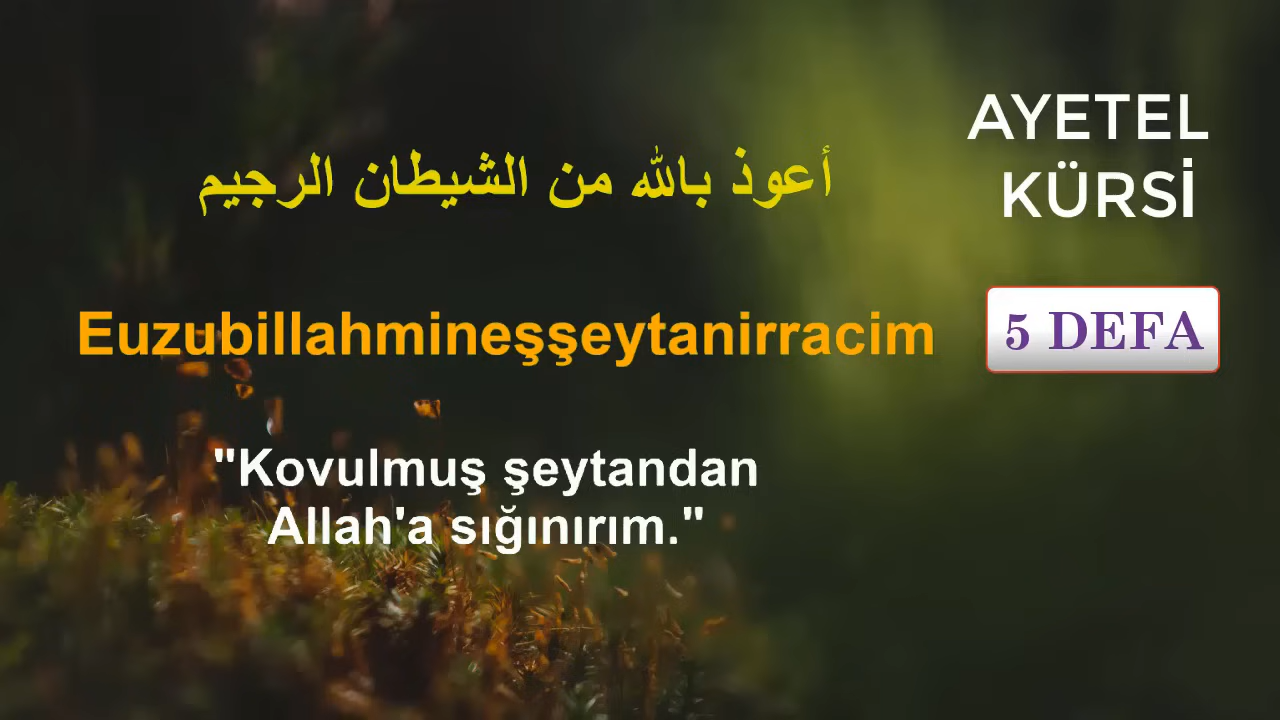 أعوذ بالله من الشيطان الرجيم
Euzubillahmineşşeytanirracim
"Kovulmuş şeytandan
Allah'a sığınırım."
AYETEL
KÜRSİ
5 DEFA